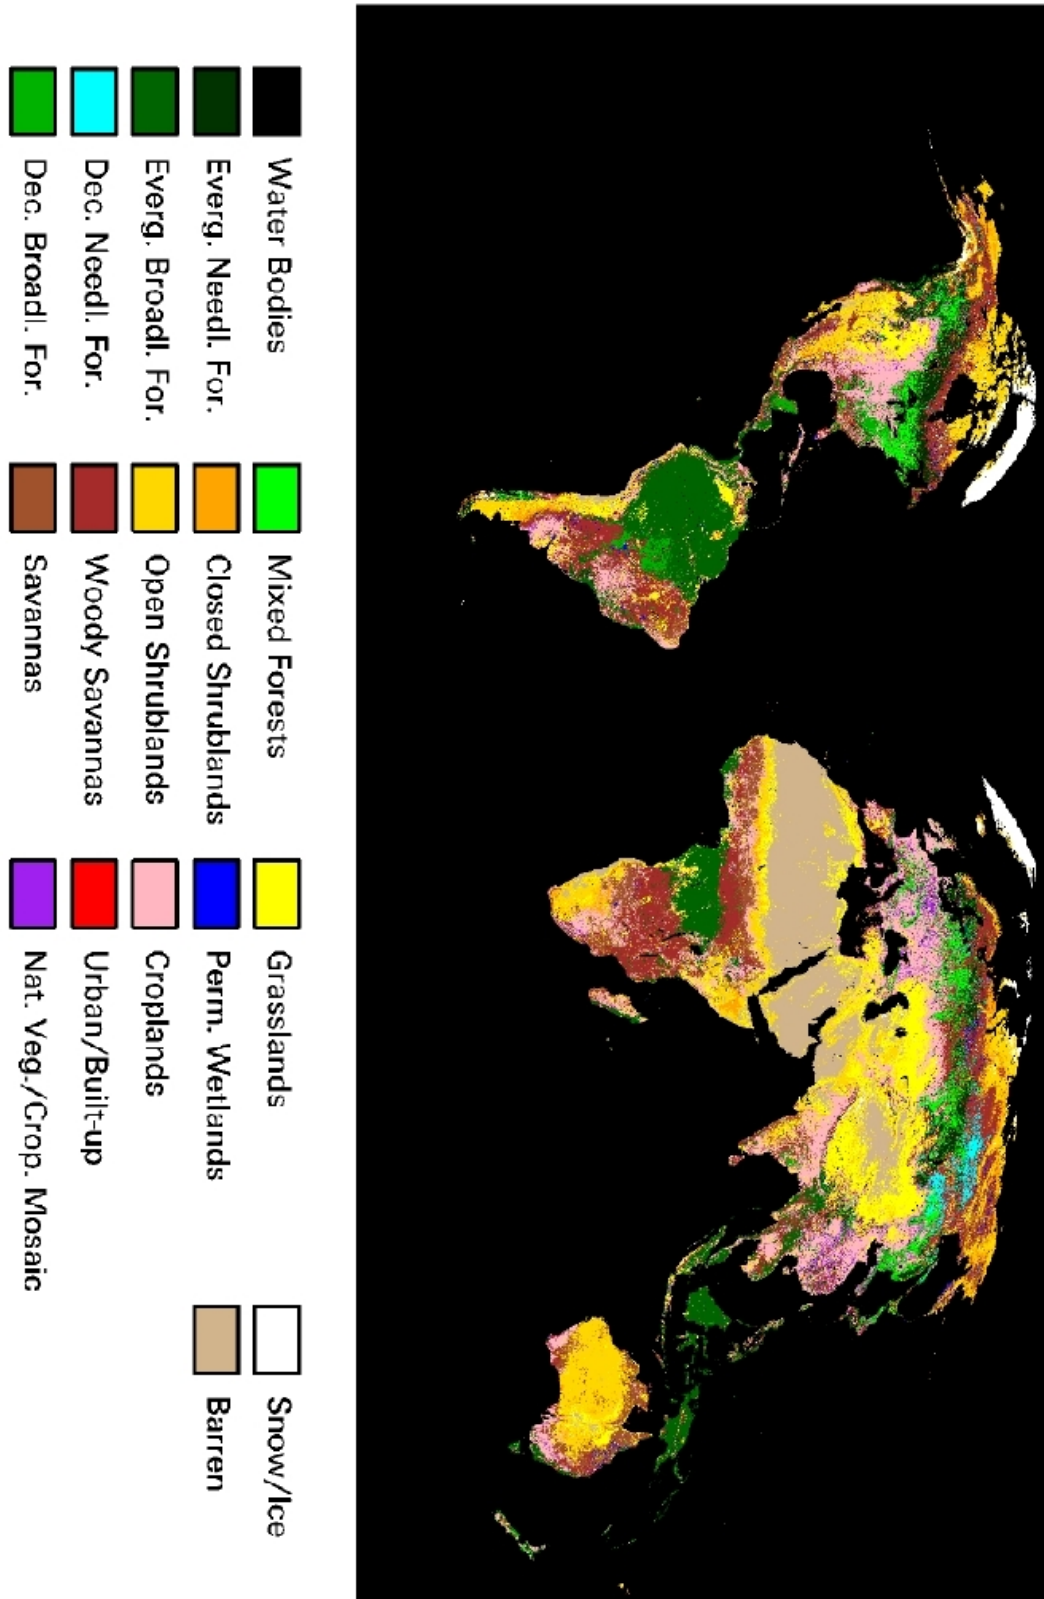 Water Bodies
Everg. Needl. For.
Everg. Broadl. For.
Dec. Needl. For.
Dec. Broadl. For.
Mixed Forests
Closed Shrublands
Open Shrublands
Woody Savannas
Savannas
Grasslands
Perm. Wetlands
Croplands
Urban/Built-up
Nat. Veg./Crop. Mosaic
Snow/Ice
Barren